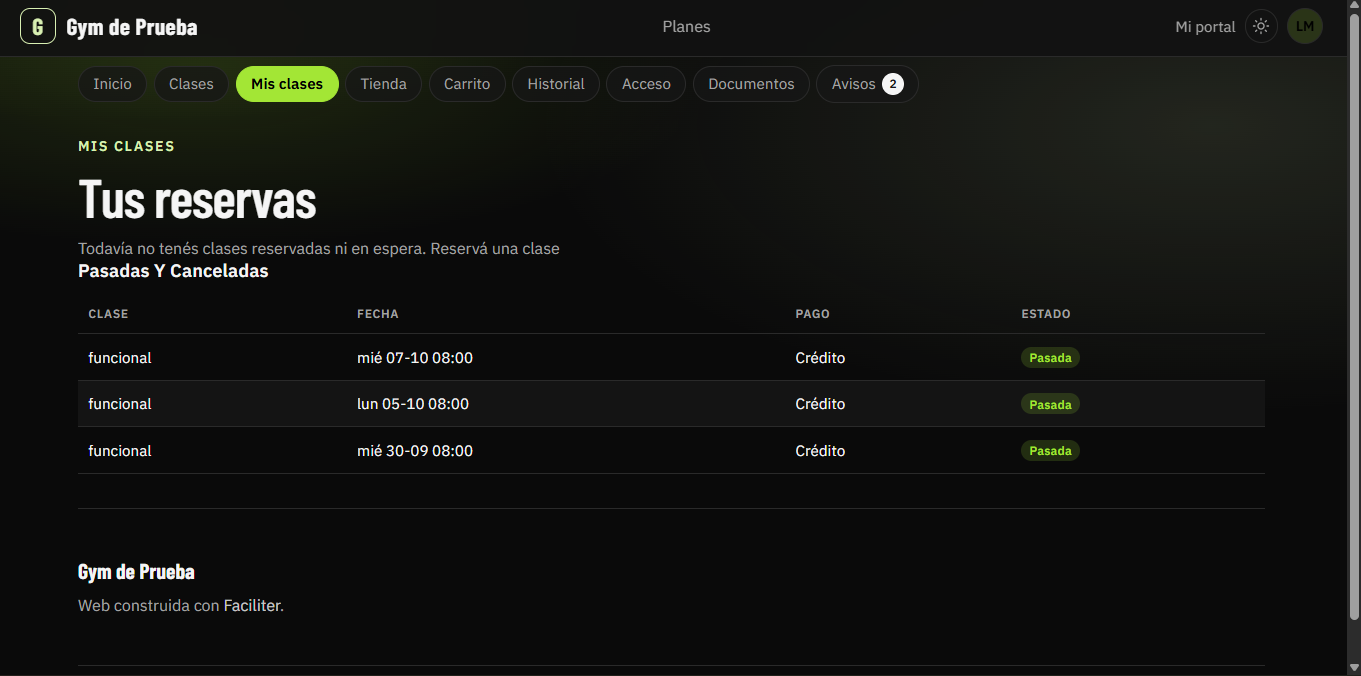 G Gym de Prueba Planes Mi portal LM
Inicio Clases Mis clases Tienda Carrito Historial Acceso Documentos Avisos 2
MIS CLASES
Tus reservas
Todavía no tenés clases reservadas ni en espera. Reservá una clase
Pasadas Y Canceladas
CLASE FECHA PAGO ESTADO
funcional mié 07-10 08:00 Crédito Pasada
funcional lun 05-10 08:00 Crédito Pasada
funcional mié 30-09 08:00 Crédito Pasada
Gym de Prueba
Web construida con Faciliter.